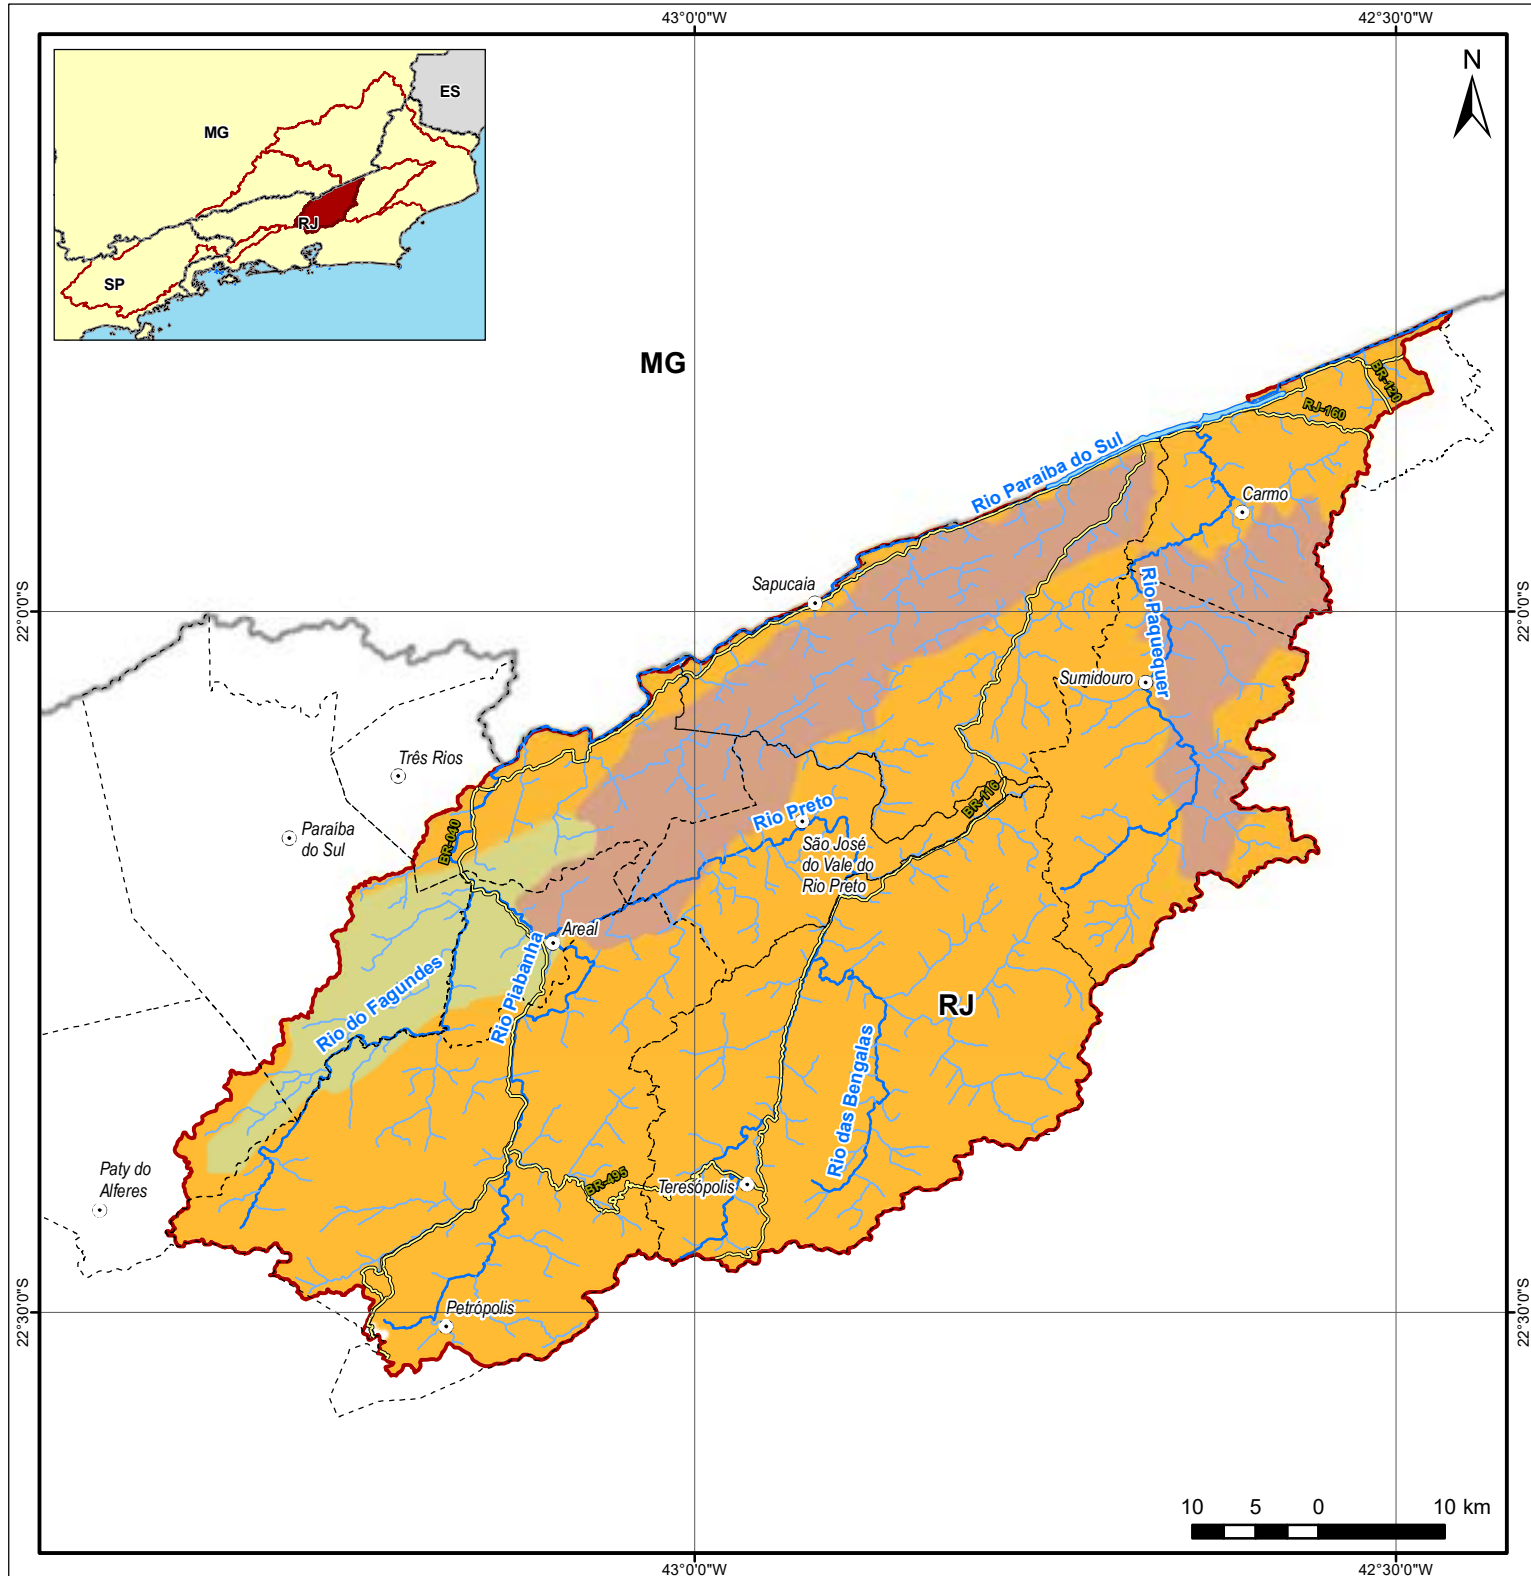 43°0'0"W
42°30'0"W
N
ES
MG
RJ
SP
MG
BR-120
RJ-160
Rio Paraíba do Sul
Carmo
Sapucaia
22°0'0"S
22°0'0"S
Rio Paquequer
Sumidouro
Três Rios
BR-116
Rio Preto
BR-040
Paraíba
do Sul
São José
do Vale do
Rio Preto
Areal
Rio Piabanha
Rio do Fagundes
RJ
Rio das Bengalas
Paty do
Alferes
BR-495
Teresópolis
Petrópolis
22°30'0"S
22°30'0"S
10 5 0 10 km
43°0'0"W
42°30'0"W